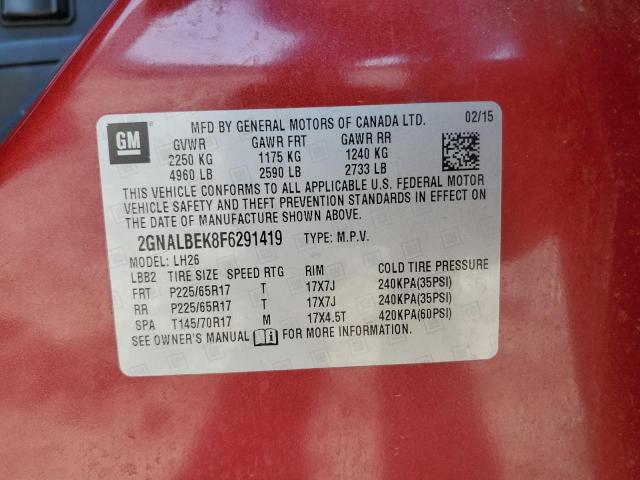 GM
MFD BY GENERAL MOTORS OF CANADA LTD. 02/15
GVWR GAWR FRT GAWR RR
2250 KG 1175 KG 1240 KG
4960 LB 2590 LB 2733 LB
THIS VEHICLE CONFORMS TO ALL APPLICABLE U.S. FEDERAL MOTOR
VEHICLE SAFETY AND THEFT PREVENTION STANDARDS IN EFFECT ON
THE DATE OF MANUFACTURE SHOWN ABOVE.
2GNALBEK8F6291419 TYPE: M.P.V.
MODEL: LH26
LBB2 TIRE SIZE SPEED RTG RIM COLD TIRE PRESSURE
FRT P225/65R17 T 17X7J 240KPA(35PSI)
RR P225/65R17 T 17X7J 240KPA(35PSI)
SPA T145/70R17 M 17X4.5T 420KPA(60PSI)
SEE OWNER'S MANUAL FOR MORE INFORMATION.